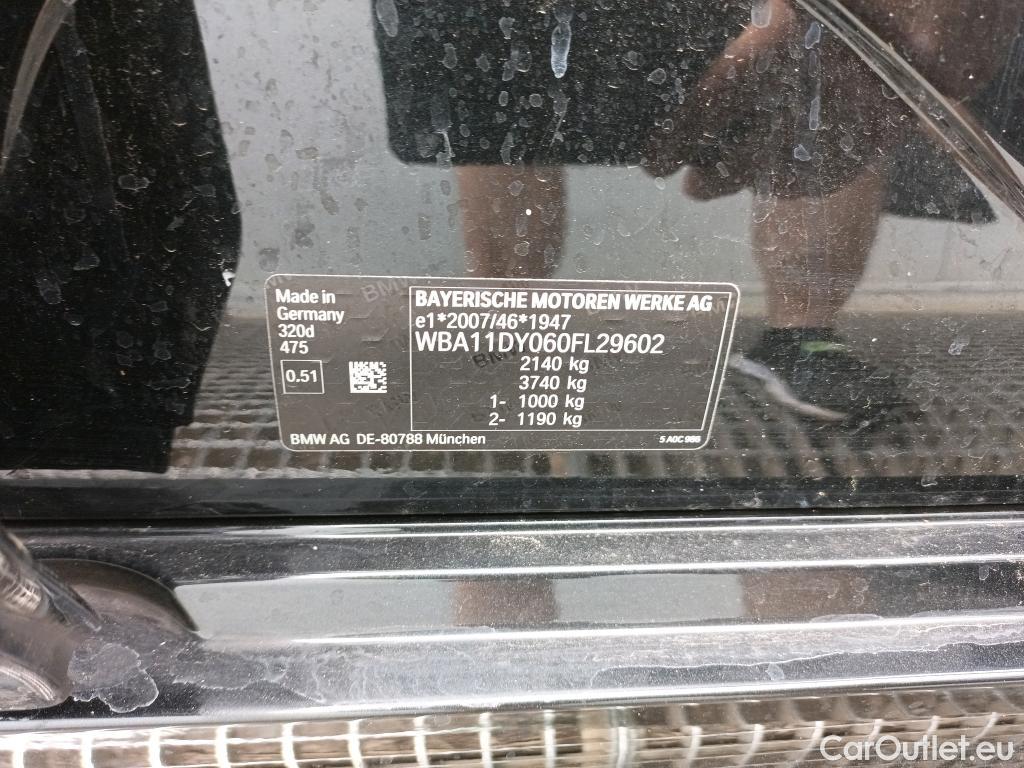 Made in
Germany
320d
475
0.51
BAYERISCHE MOTOREN WERKE AG
e1*2007/46*1947
WBA11DY060FL29602
2140 kg
3740 kg
1- 1000 kg
2- 1190 kg
BMW AG DE-80788 München
5 A0C 986
CarOutlet.eu